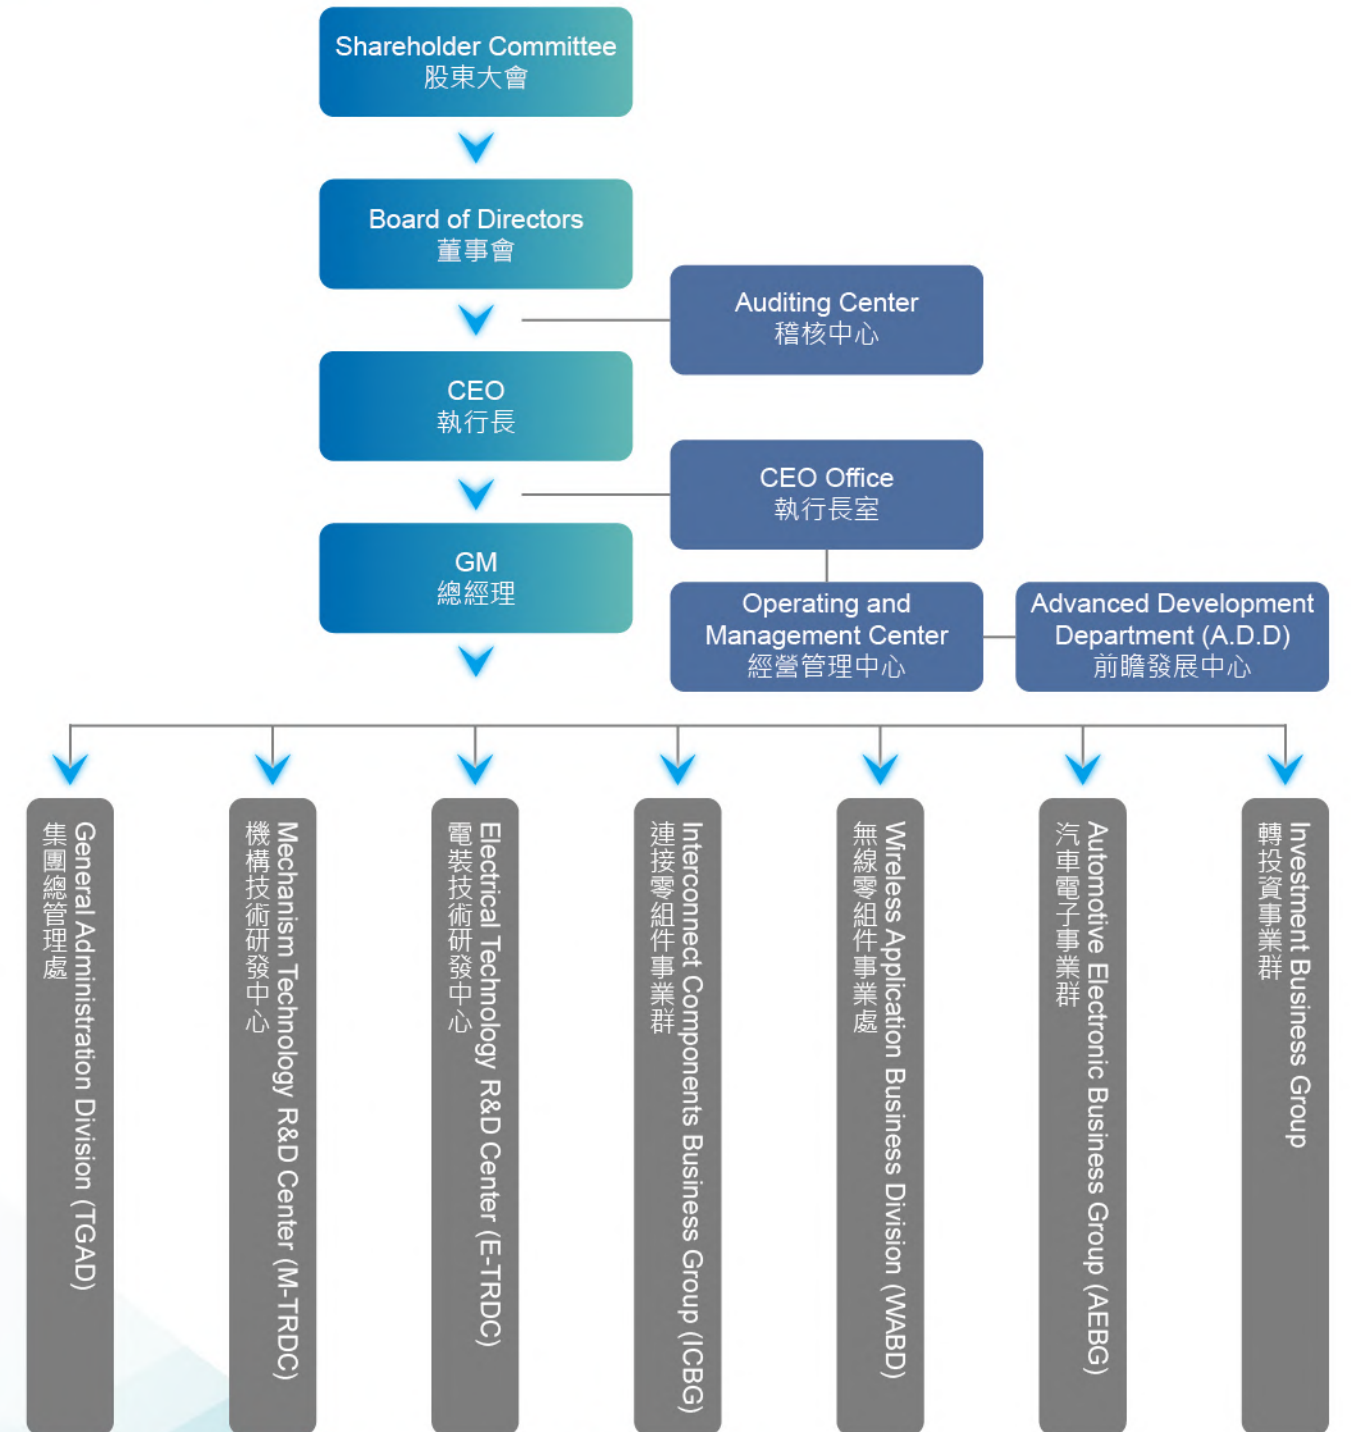 Shareholder Committee
股東大會
Board of Directors
董事會
Auditing Center
稽核中心
CEO
執行長
CEO Office
執行長室
GM
總經理
Operating and
Management Center
經營管理中心
Advanced Development
Department (A.D.D)
前瞻發展中心
General Administration Division (TGAD)
集團總管理處
Mechanism Technology R&D Center (M-TRDC)
機構技術研發中心
Electrical Technology R&D Center (E-TRDC)
電裝技術研發中心
Interconnect Components Business Group (ICBG)
連接零組件事業群
Wireless Application Business Division (WABD)
無線零組件事業處
Automotive Electronic Business Group (AEBG)
汽車電子事業群
Investment Business Group
轉投資事業群